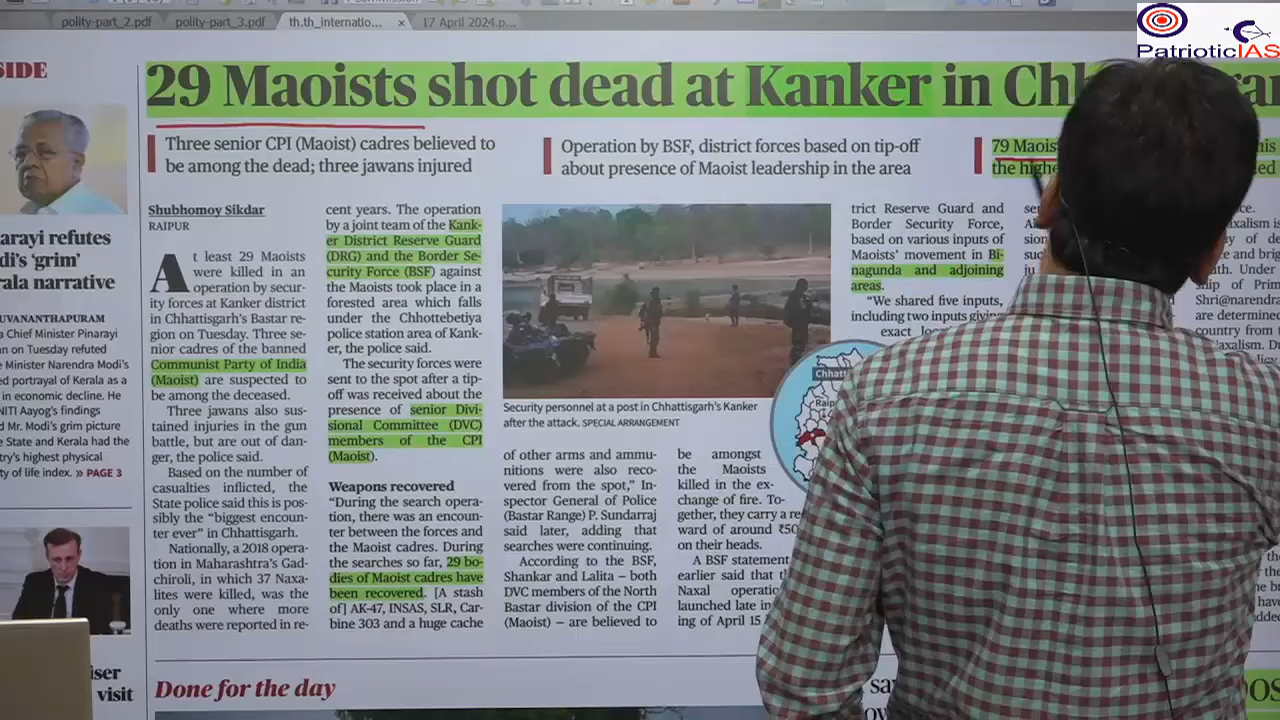 polity-part_2.pdf
polity-part_3.pdf
th.th_internatio...
17 April 2024.p...
PatrioticIAS
SIDE
29 Maoists shot dead at Kanker in
Three senior CPI (Maoist) cadres believed to
be among the dead; three jawans injured
Operation by BSF, district forces based on tip-off
about presence of Maoist leadership in the area
79
the
arayi refutes
di's 'grim'
rala narrative
UVANANTHAPURAM
a Chief Minister Pinarayi
an on Tuesday refuted
e Minister Narendra Modi's
ed portrayal of Kerala as a
in economic decline. He
NITI Aayog's findings
d Mr. Modi's grim picture
e State and Kerala had the
try's highest physical
ty of life index. » PAGE 3
iser
visit
Shubhomoy Sikdar
RAIPUR
At least 29 Maoists
were killed in an
operation by secur-
ity forces at Kanker district
in Chhattisgarh's Bastar re-
gion on Tuesday. Three se-
nior cadres of the banned
Communist Party of India
(Maoist) are suspected to
be among the deceased.
Three jawans also sus-
tained injuries in the gun
battle, but are out of dan-
ger, the police said.
Based on the number of
casualties inflicted, the
State police said this is pos-
sibly the "biggest encoun-
ter ever" in Chhattisgarh.
Nationally, a 2018 opera-
tion in Maharashtra's Gad-
chiroli, in which 37 Naxa-
lites were killed, was the
only one where more
deaths were reported in re-
cent years. The operation
by a joint team of the Kank-
er District Reserve Guard
(DRG) and the Border Se-
curity Force (BSF) against
the Maoists took place in a
forested area which falls
under the Chhottebetiya
police station area of Kank-
er, the police said.
The security forces were
sent to the spot after a tip-
off was received about the
presence of senior Divi-
sional Committee (DVC)
members of the CPI
(Maoist).
Weapons recovered
"During the search opera-
tion, there was an encoun-
ter between the forces and
the Maoist cadres. During
the searches so far, 29 bo-
dies of Maoist cadres have
been recovered. [A stash
of] AK-47, INSAS, SLR, Car-
bine 303 and a huge cache
Security personnel at a post in Chhattisgarh's Kanker
after the attack. SPECIAL ARRANGEMENT
of other arms and ammu-
nitions were also reco-
vered from the spot," In-
spector General of Police
(Bastar Range) P. Sundarraj
said later, adding that
searches were continuing.
According to the BSF,
Shankar and Lalita – both
DVC members of the North
Bastar division of the CPI
(Maoist) – are believed to
be amongst
the Maoists
killed in the ex-
change of fire. To-
gether, they carry a re
ward of around ₹50
on their heads.
A BSF statement
earlier said that
Naxal operatio
launched late in
ing of April 15
trict Reserve Guard and
Border Security Force,
based on various inputs of
Maoists' movement in Bi-
nagunda and adjoining
areas.
"We shared five inputs,
including two inputs giving
exact
Done for the day